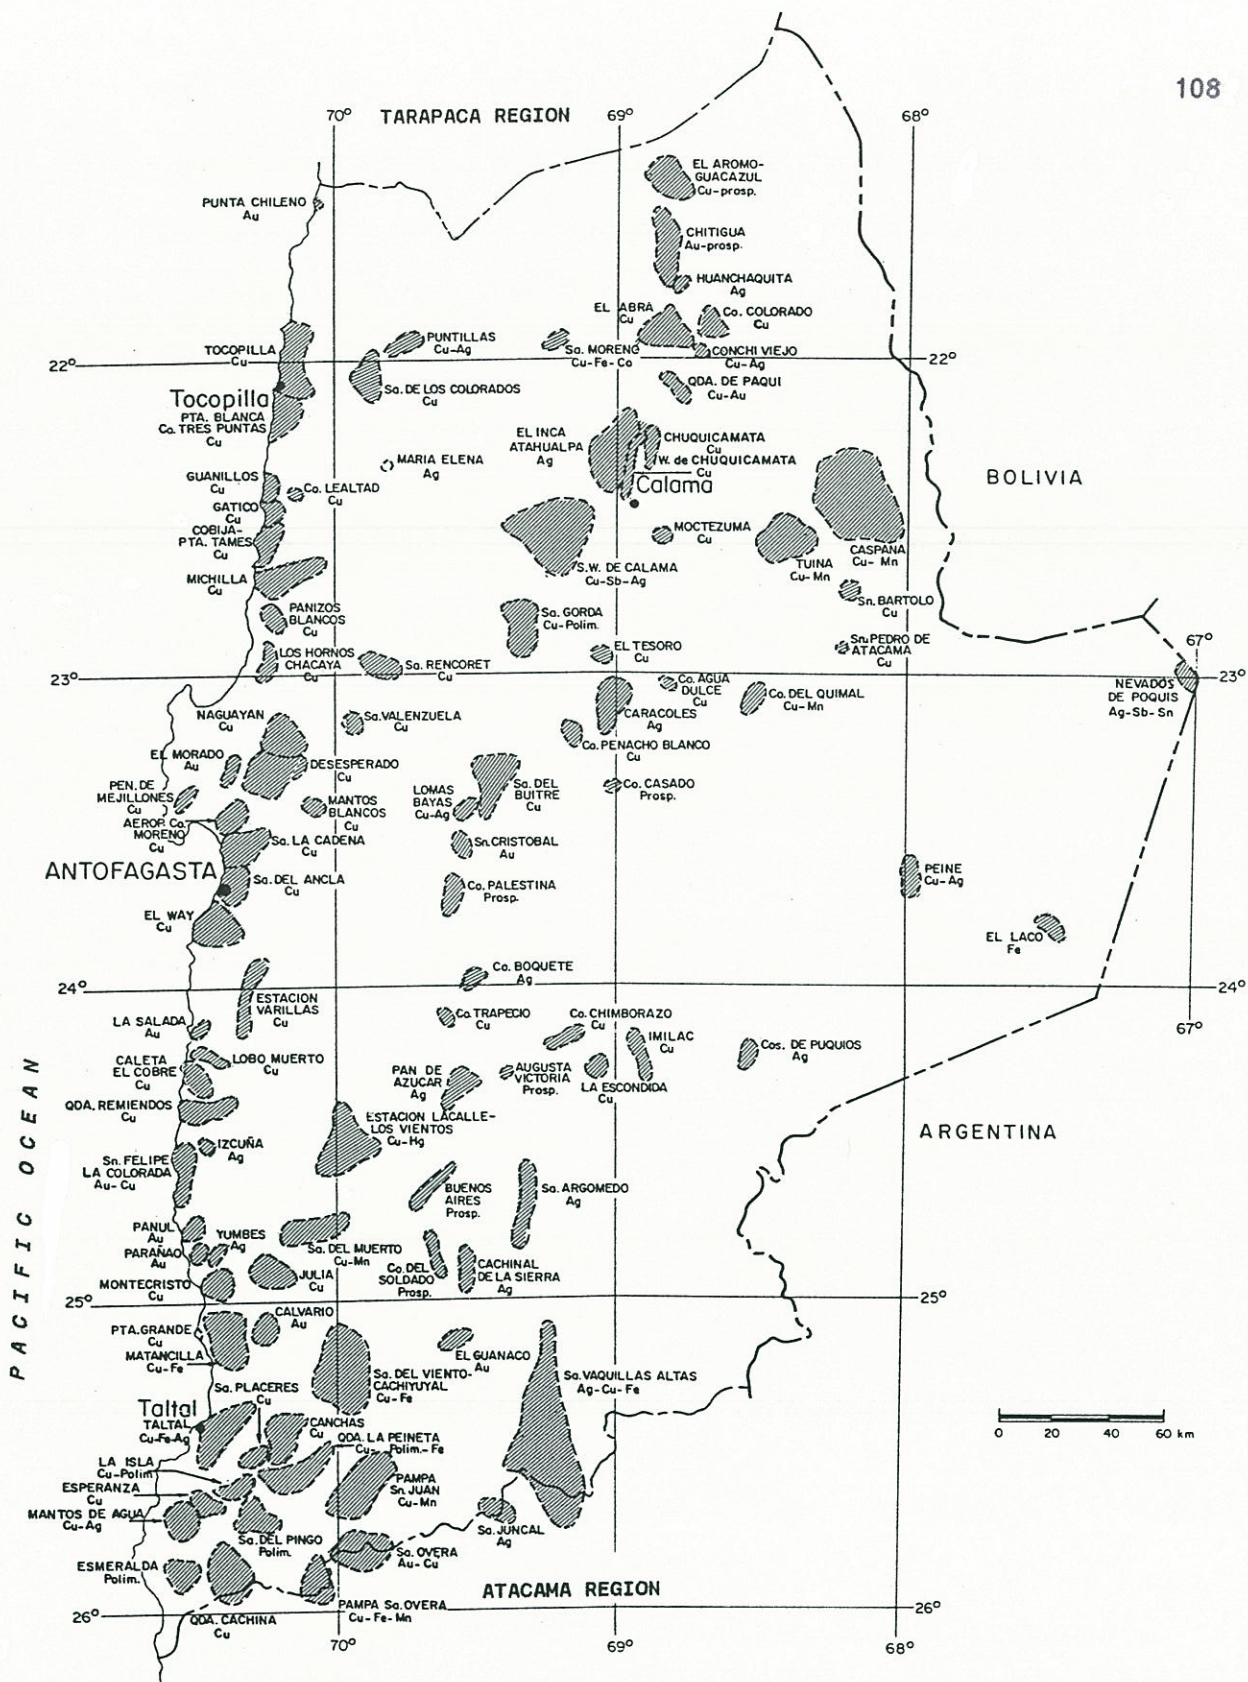 108
70°
TARAPACA REGION
69°
68°
EL AROMO-
GUACAZUL
Cu-prosp.
PUNTA CHILENO
Au
CHITIGUA
Au-prosp.
HUANCHAQUITA
Ag
EL ABRA
Cu
Co. COLORADO
Cu
TOCOPILLA
Cu
PUNTILLAS
Cu-Ag
Sa. MORENO
Cu-Fe-Co
CONCHI VIEJO
Cu-Ag
22°
22°
Tocopilla
Sa. DE LOS COLORADOS
Cu
QDA. DE PAQUI
Cu-Au
PTA. BLANCA
Co. TRES PUNTAS
Cu
EL INCA
ATAHUALPA
Ag
CHUQUICAMATA
Cu
W. de CHUQUICAMATA
Cu
MARIA ELENA
Ag
Calama
BOLIVIA
GUANILLOS
Cu
Co. LEALTAD
Cu
GATICO
Cu
COBIJA-
PTA. TAMES
Cu
MOCTEZUMA
Cu
TUINA
Cu-Mn
CASPANA
Cu-Mn
MICHILLA
Cu
S.W. DE CALAMA
Cu-Sb-Ag
Sn. BARTOLO
Cu
PANIZOS
BLANCOS
Cu
Sa. GORDA
Cu-Polim.
LOS HORNOS
CHACAYA
Cu
Sa. RENCORET
Cu
EL TESORO
Cu
Sn. PEDRO DE
ATACAMA
Cu
67°
23°
23°
NEVADOS
DE POQUIS
Ag-Sb-Sn
NAGUAYAN
Cu
Sa. VALENZUELA
Cu
CARACOLES
Ag
Co. AGUA
DULCE
Cu
Co. DEL QUIMAL
Cu-Mn
Co. PENACHO BLANCO
Cu
EL MORADO
Au
DESESPERADO
Cu
PEN. DE
MEJILLONES
Cu
MANTOS
BLANCOS
Cu
LOMAS
BAYAS
Cu-Ag
Sa. DEL
BUITRE
Cu
Co. CASADO
Prosp.
AEROP. Co.
MORENO
Cu
Sa. LA CADENA
Cu
Sn. CRISTOBAL
Au
ANTOFAGASTA
Sa. DEL ANCLA
Cu
Co. PALESTINA
Prosp.
PEINE
Cu-Ag
EL WAY
Cu
EL LACO
Fe
Co. BOQUETE
Ag
24°
24°
ESTACION
VARILLAS
Cu
67°
LA SALADA
Au
Co TRAPECIO
Cu
Co. CHIMBORAZO
Cu
IMILAC
Cu
Cos. DE PUQUIOS
Ag
CALETA
EL COBRE
Cu
LOBO MUERTO
Cu
PAN DE
AZUCAR
Ag
AUGUSTA
VICTORIA
Prosp.
LA ESCONDIDA
Cu
QDA. REMIENDOS
Cu
ESTACION LACALLE-
LOS VIENTOS
Cu-Hg
ARGENTINA
PACIFIC OCEAN
IZCUÑA
Ag
Sn. FELIPE
LA COLORADA
Au-Cu
BUENOS
AIRES
Prosp.
Sa. ARGOMEDO
Ag
PANUL
Au
YUMBES
Ag
Sa. DEL MUERTO
Cu-Mn
PARAÑAO
Au
Co. DEL
SOLDADO
Prosp.
CACHINAL
DE LA SIERRA
Ag
MONTECRISTO
Cu
JULIA
Cu
25°
25°
PTA. GRANDE
Cu
CALVARIO
Au
MATANCILLA
Cu-Fe
EL GUANACO
Au
Sa. DEL VIENTO-
CACHIYUYAL
Cu-Fe
Sa. VAQUILLAS ALTAS
Ag-Cu-Fe
Sa. PLACERES
Cu
Taltal
TALTAL
Cu-Fe-Ag
CANCHAS
Cu
QDA. LA PEINETA
Cu-Polim.-Fe
0 20 40 60 km
LA ISLA
Cu-Polim
PAMPA
Sn. JUAN
Cu-Mn
ESPERANZA
Cu
MANTOS DE AGUA
Cu-Ag
Sa. DEL PINGO
Polim.
Sa. JUNCAL
Ag
ESMERALDA
Polim.
Sa. OVERA
Au-Cu
ATACAMA REGION
QDA. CACHINA
Cu
PAMPA Sa. OVERA
Cu-Fe-Mn
26°
26°
70°
69°
68°